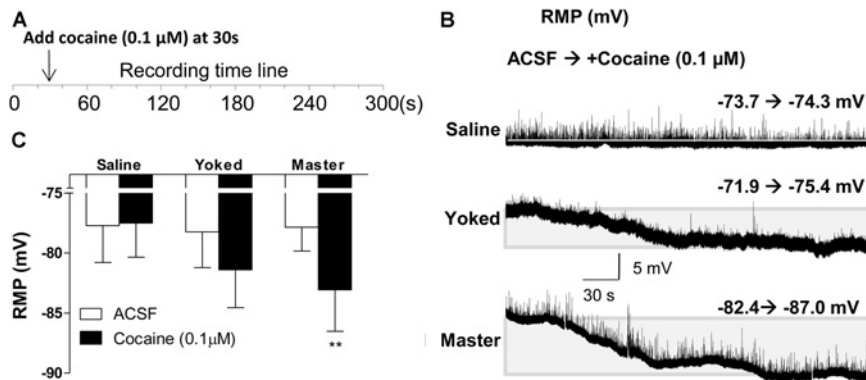 A
Add cocaine (0.1 μM) at 30s
Recording time line
0 60 120 180 240 300(s)
C
Saline Yoked Master
-75
-80
-85
-90
RMP (mV)
ACSF
Cocaine (0.1μM)
**
B
RMP (mV)
ACSF → +Cocaine (0.1 μM)
-73.7 → -74.3 mV
Saline
-71.9 → -75.4 mV
Yoked
5 mV
30 s
-82.4→ -87.0 mV
Master